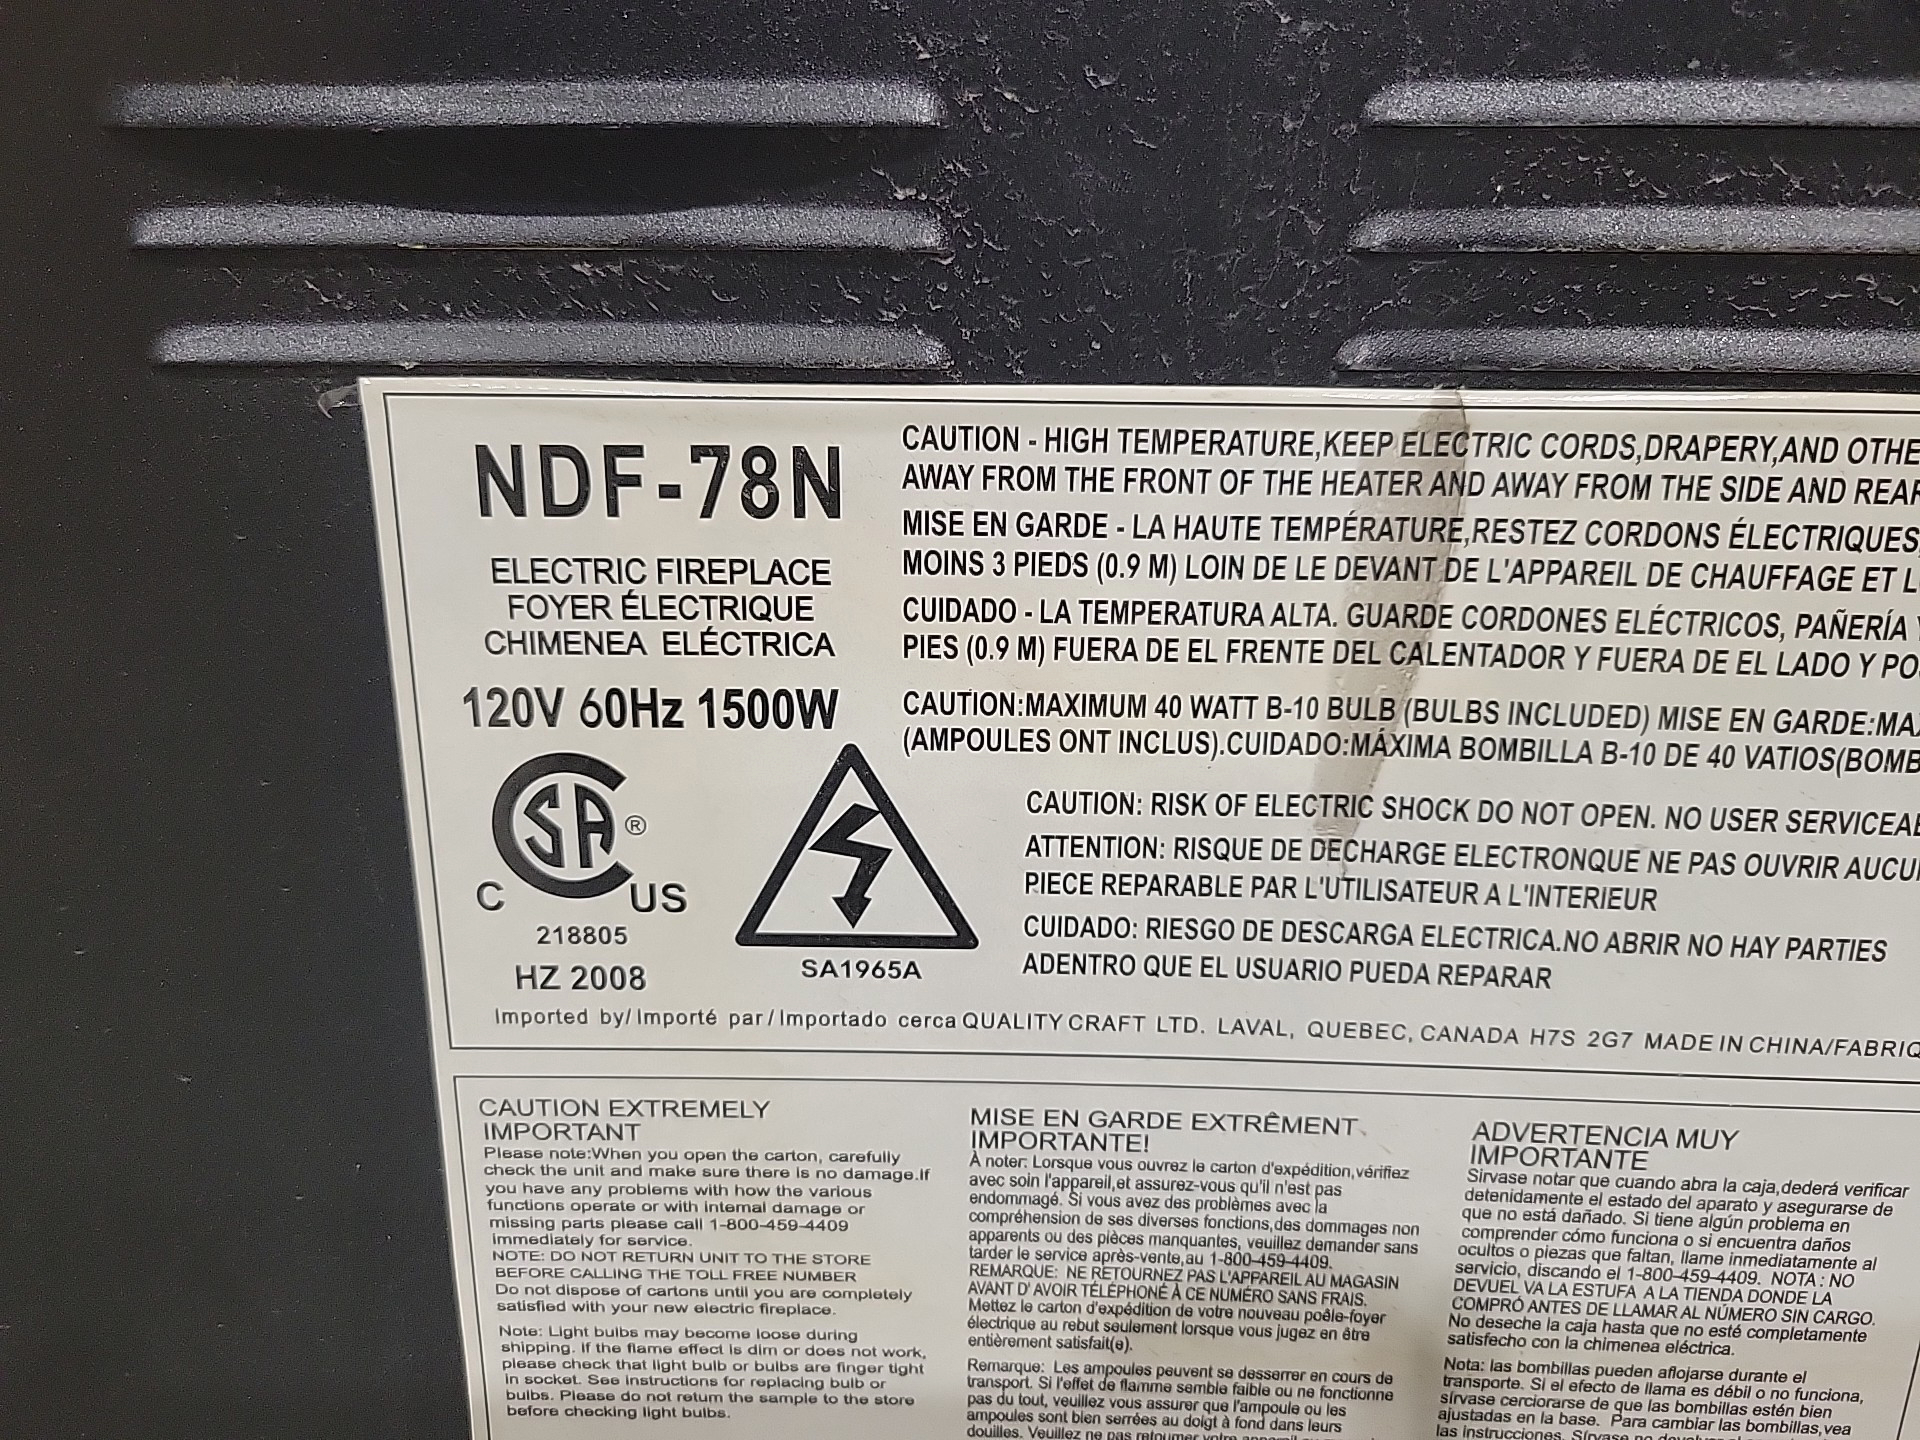 NDF-78N
ELECTRIC FIREPLACE
FOYER ÉLECTRIQUE
CHIMENEA ELÉCTRICA
120V 60Hz 1500W
CSA ®
C US
218805
HZ 2008
SA1965A
CAUTION - HIGH TEMPERATURE,KEEP ELECTRIC CORDS,DRAPERY,AND OTHE
AWAY FROM THE FRONT OF THE HEATER AND AWAY FROM THE SIDE AND REAR
MISE EN GARDE - LA HAUTE TEMPÉRATURE,RESTEZ CORDONS ÉLECTRIQUES,
MOINS 3 PIEDS (0.9 M) LOIN DE LE DEVANT DE L'APPAREIL DE CHAUFFAGE ET L
CUIDADO - LA TEMPERATURA ALTA. GUARDE CORDONES ELÉCTRICOS, PAÑERÍA Y
PIES (0.9 M) FUERA DE EL FRENTE DEL CALENTADOR Y FUERA DE EL LADO Y PO
CAUTION:MAXIMUM 40 WATT B-10 BULB (BULBS INCLUDED) MISE EN GARDE:MA
(AMPOULES ONT INCLUS).CUIDADO:MÁXIMA BOMBILLA B-10 DE 40 VATIOS(BOMB
CAUTION: RISK OF ELECTRIC SHOCK DO NOT OPEN. NO USER SERVICEAB
ATTENTION: RISQUE DE DECHARGE ELECTRONQUE NE PAS OUVRIR AUCU
PIECE REPARABLE PAR L'UTILISATEUR A L'INTERIEUR
CUIDADO: RIESGO DE DESCARGA ELECTRICA.NO ABRIR NO HAY PARTIES
ADENTRO QUE EL USUARIO PUEDA REPARAR
Imported by/ Importé par / Importado cerca QUALITY CRAFT LTD. LAVAL, QUEBEC, CANADA H7S 2G7 MADE IN CHINA/FABRIQ
CAUTION EXTREMELY
IMPORTANT
Please note:When you open the carton, carefully
check the unit and make sure there is no damage.If
you have any problems with how the various
functions operate or with internal damage or
missing parts please call 1-800-459-4409
immediately for service.
NOTE: DO NOT RETURN UNIT TO THE STORE
BEFORE CALLING THE TOLL FREE NUMBER
Do not dispose of cartons until you are completely
satisfied with your new electric fireplace.
Note: Light bulbs may become loose during
shipping. If the flame effect is dim or does not work,
please check that light bulb or bulbs are finger tight
in socket. See instructions for replacing bulb or
bulbs. Please do not return the sample to the store
before checking light bulbs.
MISE EN GARDE EXTRÊMENT
IMPORTANTE!
À noter: Lorsque vous ouvrez le carton d'expédition,vérifiez
avec soin l'appareil,et assurez-vous qu'il n'est pas
endommagé. Si vous avez des problèmes avec la
compréhension de ses diverses fonctions,des dommages non
apparents ou des pièces manquantes, veuillez demander sans
tarder le service après-vente,au 1-800-459-4409.
REMARQUE: NE RETOURNEZ PAS L'APPAREIL AU MAGASIN
AVANT D'AVOIR TÉLÉPHONÉ À CE NUMÉRO SANS FRAIS.
Mettez le carton d'expédition de votre nouveau poêle-foyer
électrique au rebut seulement lorsque vous jugez en être
entièrement satisfait(e).
Remarque: Les ampoules peuvent se desserrer en cours de
transport. Si l'effet de flamme semble faible ou ne fonctionne
pas du tout, veuillez vous assurer que l'ampoule ou les
ampoules sont bien serrées au doigt à fond dans leurs
douilles. Veuillez ne pas retourner votre
ADVERTENCIA MUY
IMPORTANTE
Sirvase notar que cuando abra la caja,dederá verificar
detenidamente el estado del aparato y asegurarse de
que no está dañado. Si tiene algún problema en
comprender cómo funciona o si encuentra daños
ocultos o piezas que faltan, llame inmediatamente al
servicio, discando el 1-800-459-4409. NOTA : NO
DEVUEL VA LA ESTUFA A LA TIENDA DONDE LA
COMPRÓ ANTES DE LLAMAR AL NÚMERO SIN CARGO.
No deseche la caja hasta que no esté completamente
satisfecho con la chimenea eléctrica.
Nota: las bombillas pueden aflojarse durante el
transporte. Si el efecto de llama es débil o no funciona,
sírvase cerciorarse de que las bombillas estén bien
ajustadas en la base. Para cambiar las bombillas,vea
las instrucciones. Sírvase no